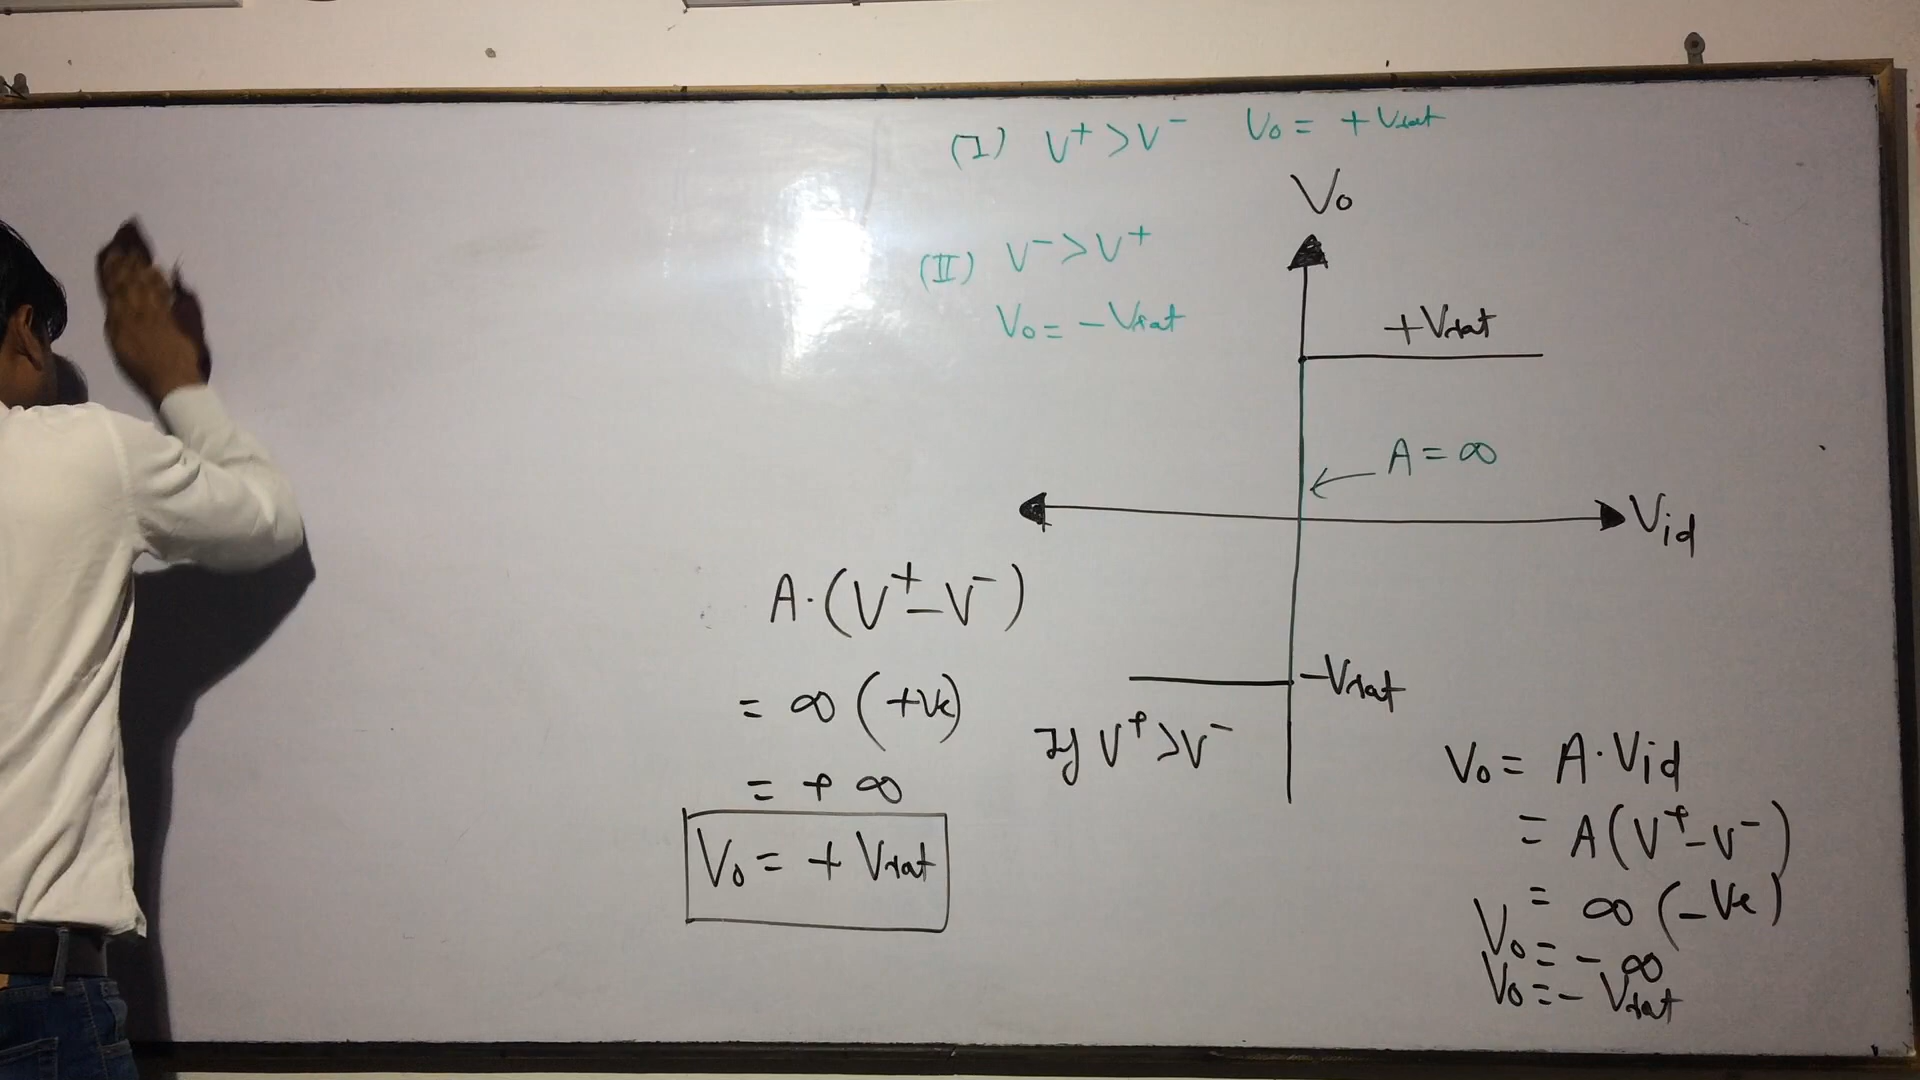 (I) V⁺ > V⁻ V₀ = + Vsat
(II) V⁻ > V⁺
V₀ = - Vsat
V₀
+Vsat
A = ∞
Vid
-Vsat
A·(V⁺ - V⁻)
= ∞ (+Ve)
= + ∞
V₀ = + Vsat
If V⁺ > V⁻
V₀ = A·Vid
= A(V⁺ - V⁻)
= ∞ (-Ve)
V₀ = - ∞
V₀ = - Vsat